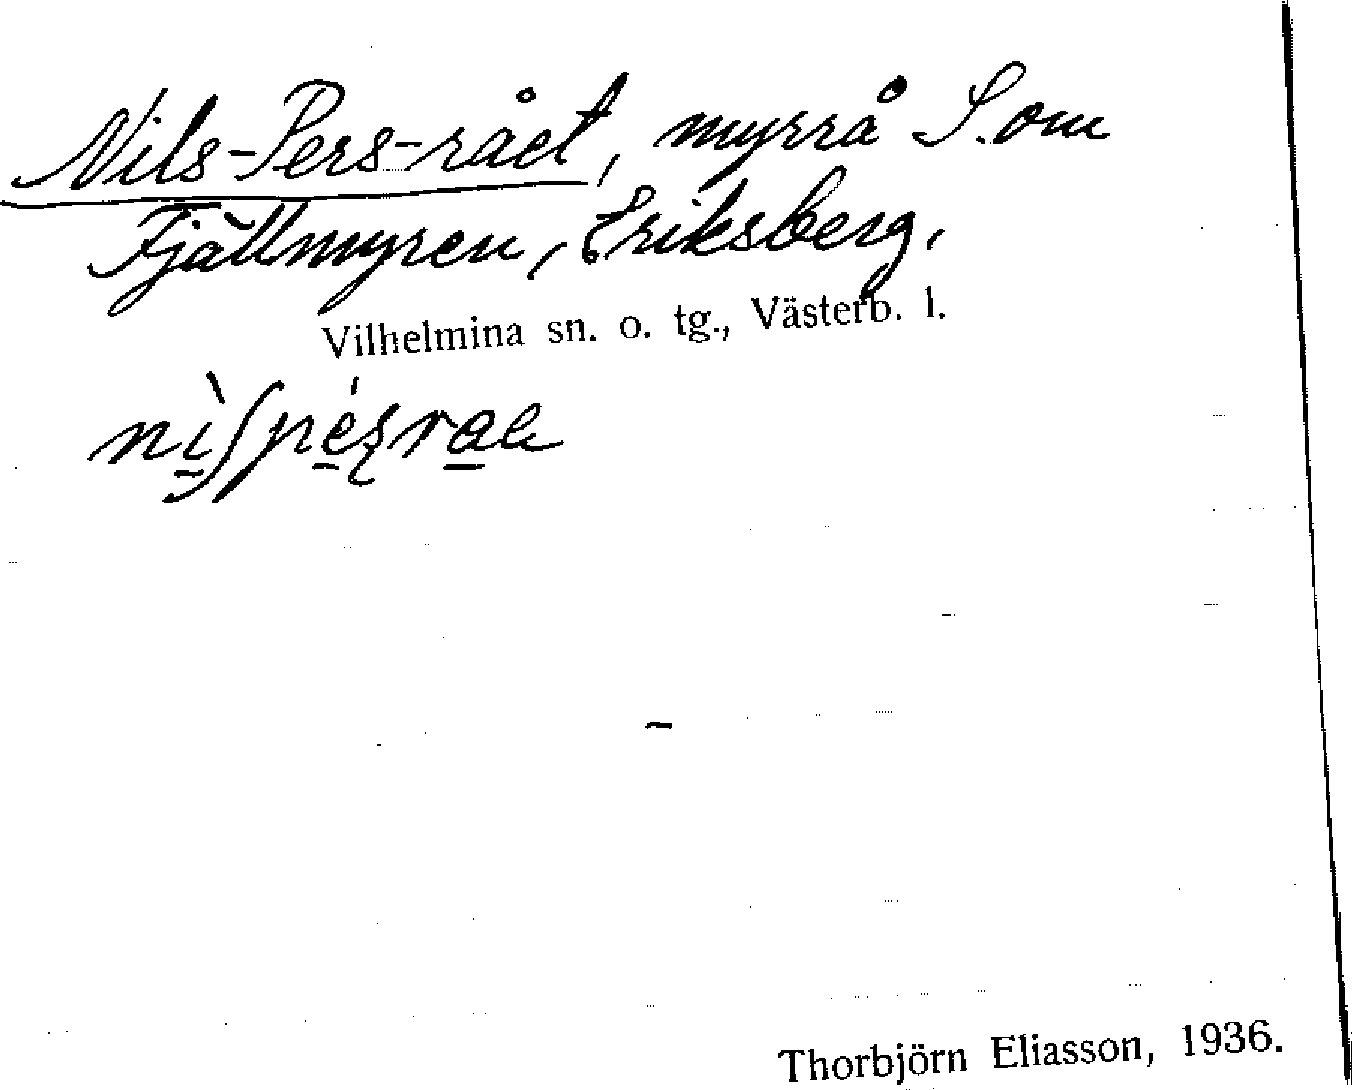 Nils-Pers-rået, myrrå S. om
Fjällmyren, Eriksberg,
Vilhelmina sn. o. tg., Västerb. l.
Thorbjörn Eliasson, 1936.